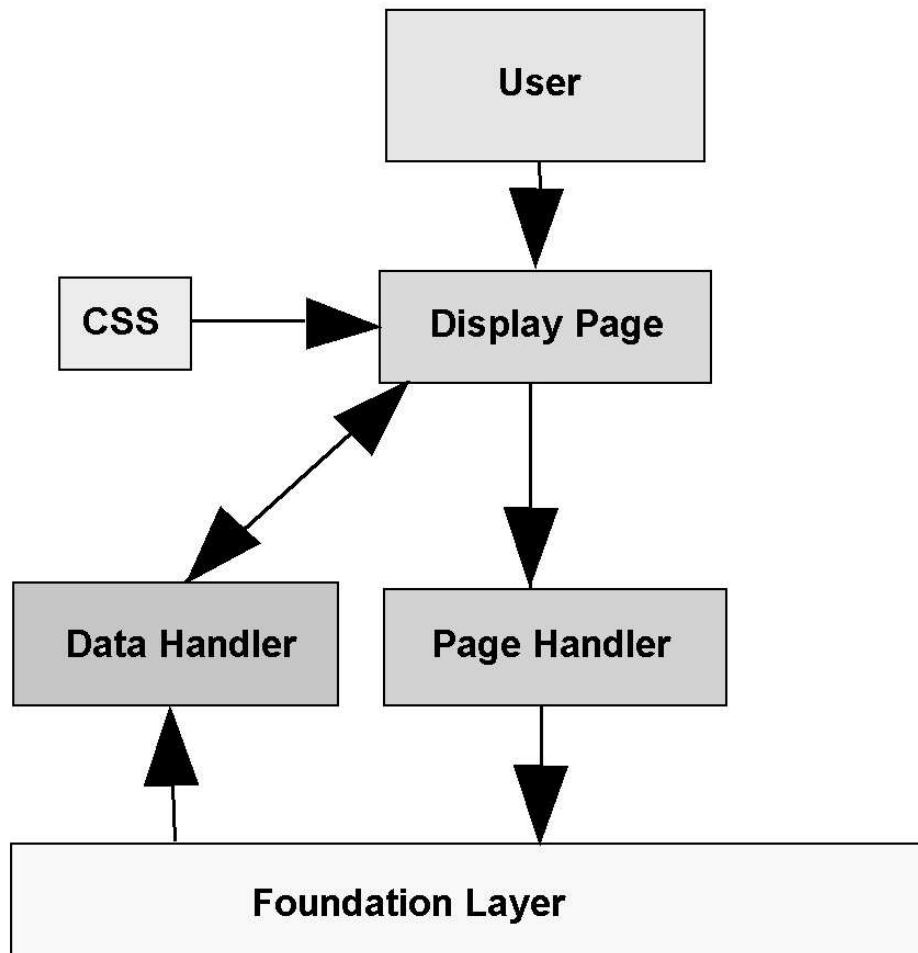 User
CSS
Display Page
Data Handler
Page Handler
Foundation Layer